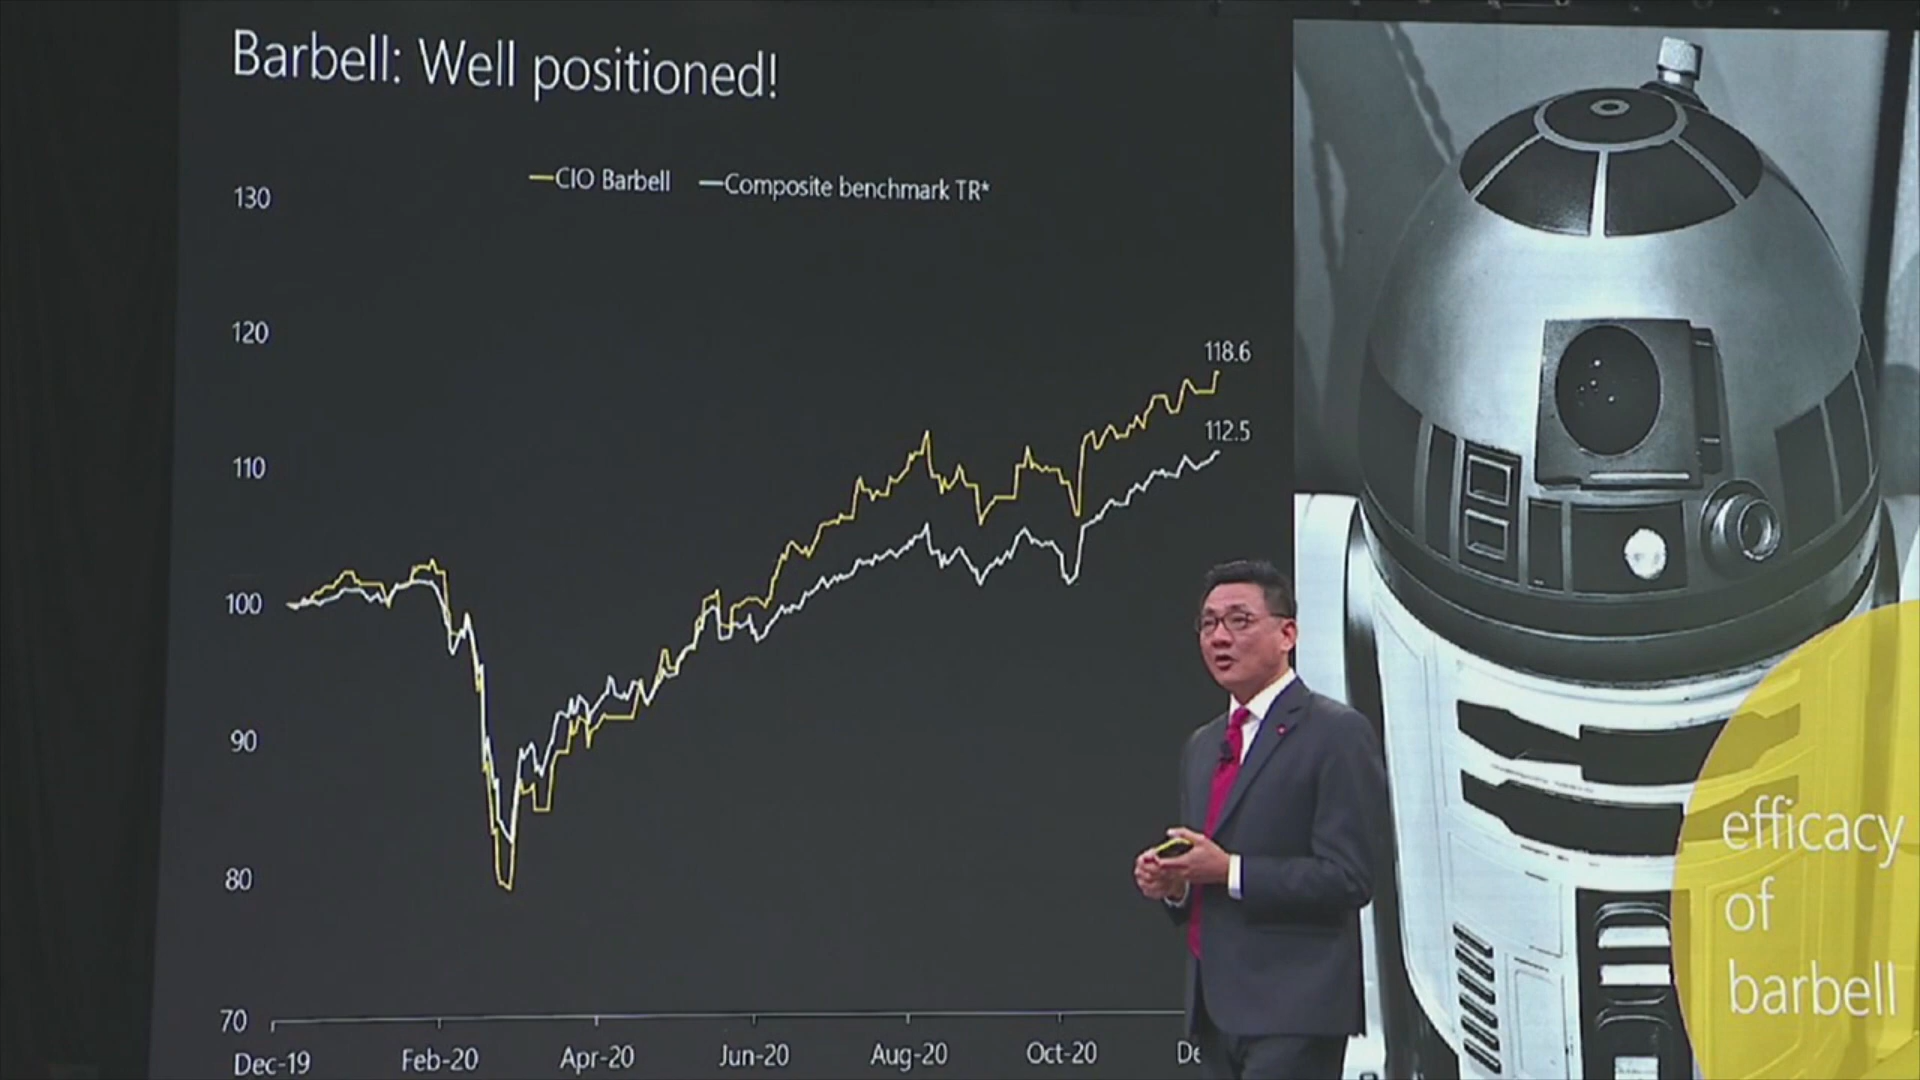 Barbell: Well positioned!
CIO Barbell
Composite benchmark TR*
130
120
110
100
90
80
70
118.6
112.5
Dec-19
Feb-20
Apr-20
Jun-20
Aug-20
Oct-20
efficacy
of
barbell